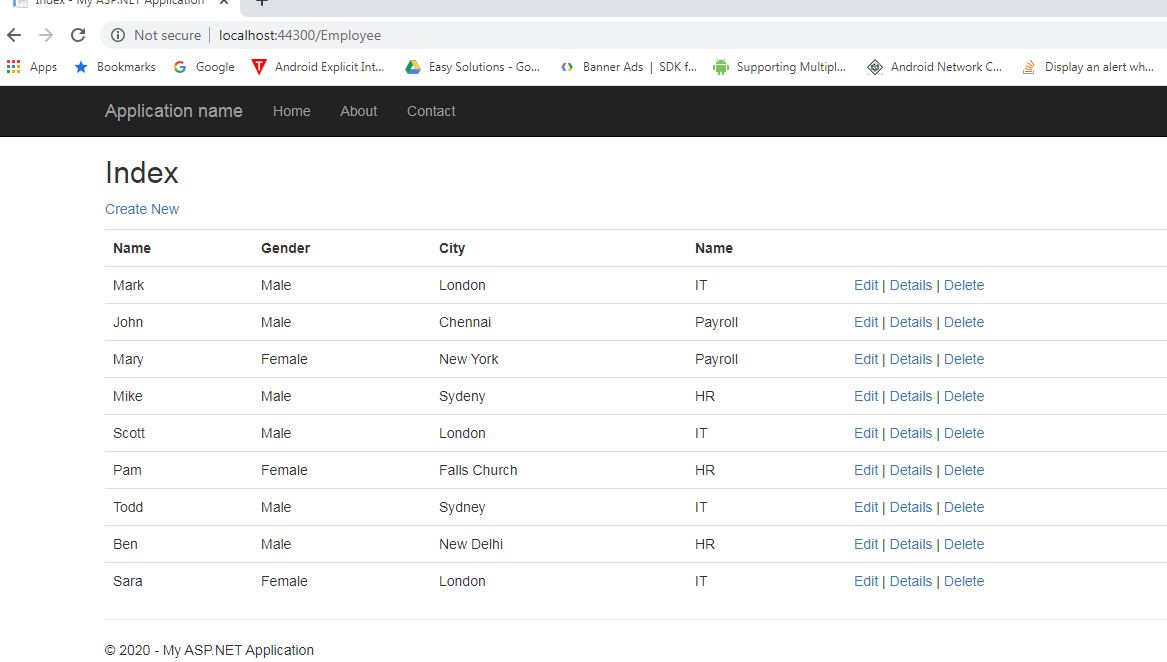 Index - My ASP.NET Application
Not secure | localhost:44300/Employee
Apps Bookmarks Google Android Explicit Int... Easy Solutions - Go... Banner Ads | SDK f... Supporting Multipl... Android Network C... Display an alert wh...
Application name Home About Contact
Index
Create New
Name Gender City Name
Mark Male London IT Edit | Details | Delete
John Male Chennai Payroll Edit | Details | Delete
Mary Female New York Payroll Edit | Details | Delete
Mike Male Sydeny HR Edit | Details | Delete
Scott Male London IT Edit | Details | Delete
Pam Female Falls Church HR Edit | Details | Delete
Todd Male Sydney IT Edit | Details | Delete
Ben Male New Delhi HR Edit | Details | Delete
Sara Female London IT Edit | Details | Delete
© 2020 - My ASP.NET Application